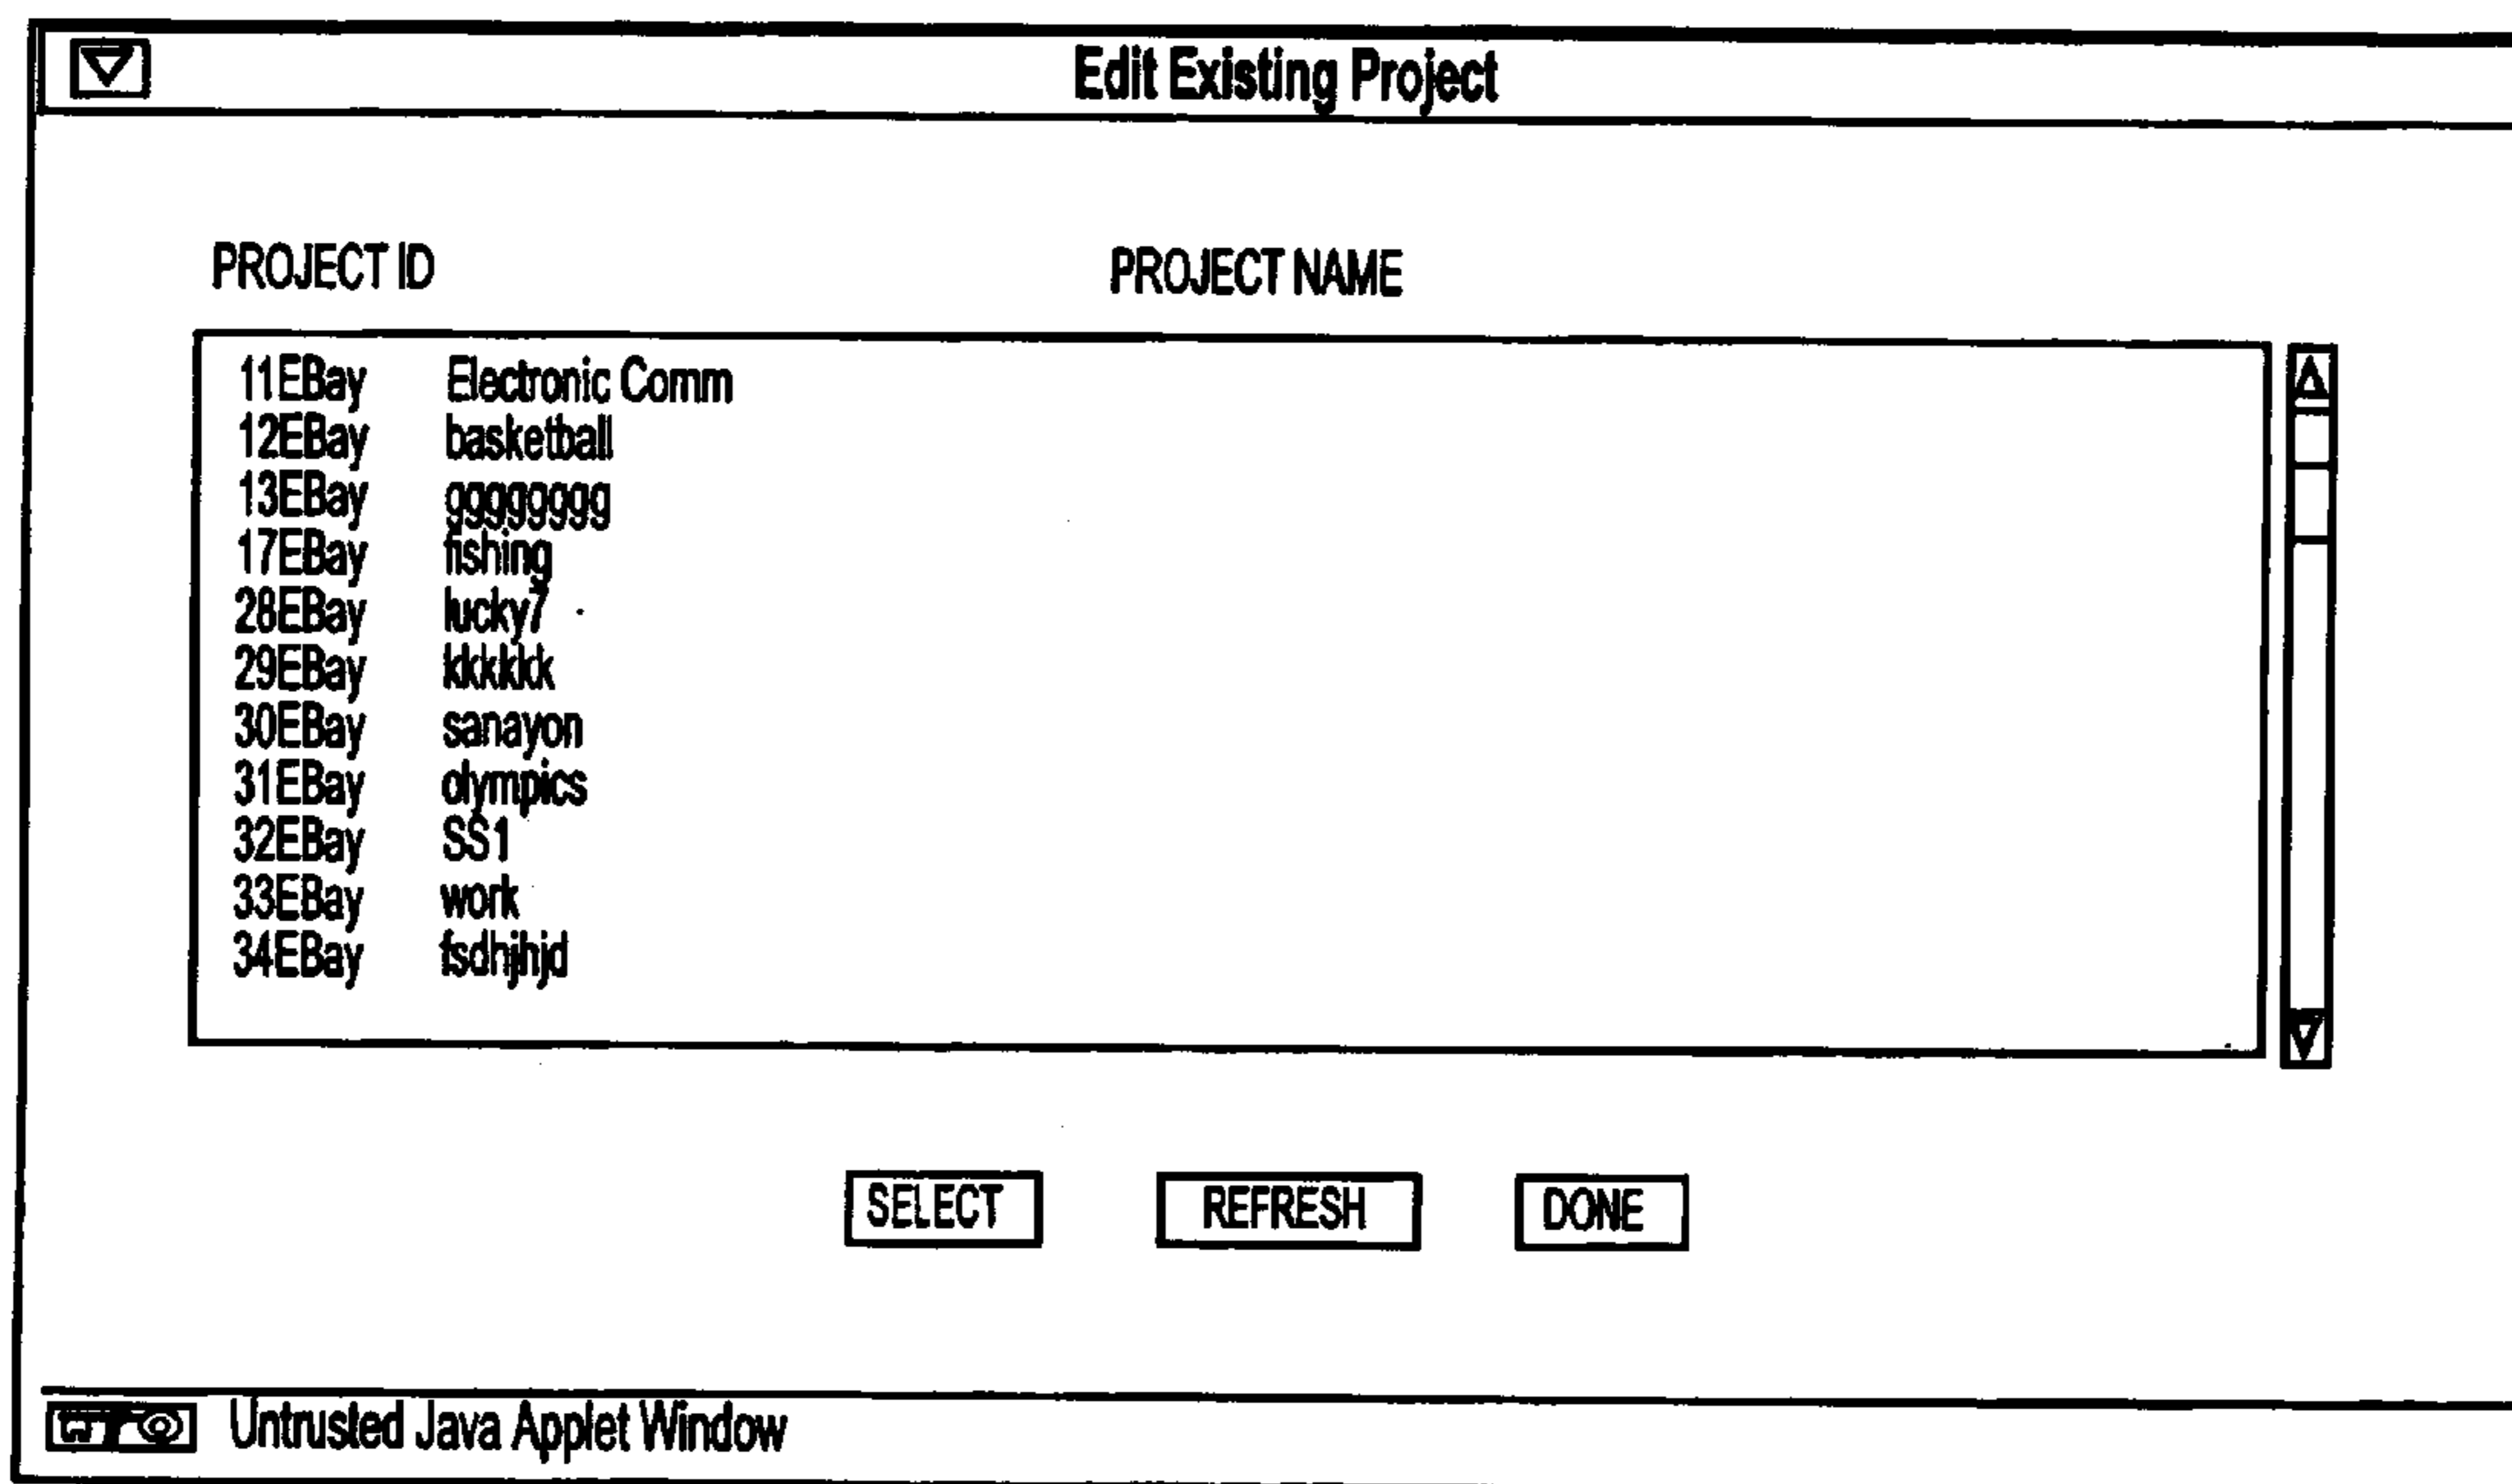 Edit Existing Project
PROJECT ID PROJECT NAME
11EBay Electronic Comm
12EBay basketball
13EBay gggggggg
17EBay fishing
28EBay lucky7
29EBay kkkkkk
30EBay sanayon
31EBay olympics
32EBay SS1
33EBay work
34EBay fsdhjhjd
SELECT REFRESH DONE
Untrusted Java Applet Window